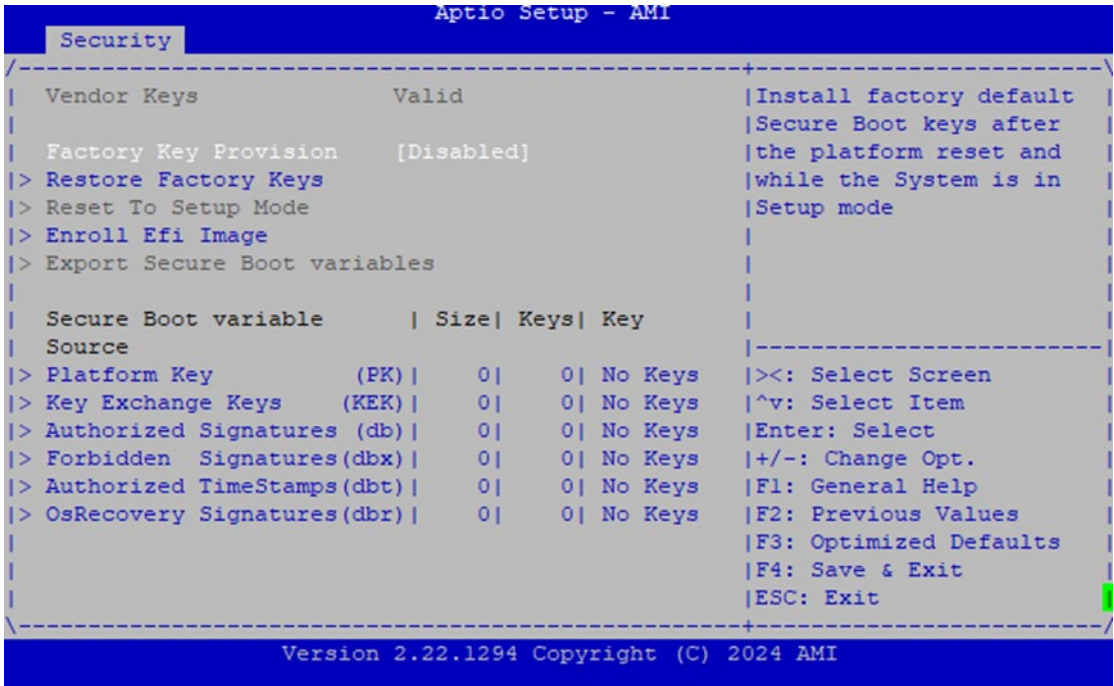 Aptio Setup - AMI
Security
/----------------------------------------------------+-------------------------\
| Vendor Keys Valid |Install factory default |
| |Secure Boot keys after |
| Factory Key Provision [Disabled] |the platform reset and |
|> Restore Factory Keys |while the System is in |
|> Reset To Setup Mode |Setup mode |
|> Enroll Efi Image | |
|> Export Secure Boot variables | |
| | |
| Secure Boot variable | Size| Keys| Key | |
| Source |-------------------------|
|> Platform Key (PK)| 0| 0| No Keys |><: Select Screen |
|> Key Exchange Keys (KEK)| 0| 0| No Keys |^v: Select Item |
|> Authorized Signatures (db)| 0| 0| No Keys |Enter: Select |
|> Forbidden Signatures(dbx)| 0| 0| No Keys |+/-: Change Opt. |
|> Authorized TimeStamps(dbt)| 0| 0| No Keys |F1: General Help |
|> OsRecovery Signatures(dbr)| 0| 0| No Keys |F2: Previous Values |
| |F3: Optimized Defaults |
| |F4: Save & Exit |
| |ESC: Exit |
\----------------------------------------------------+-------------------------/
Version 2.22.1294 Copyright (C) 2024 AMI